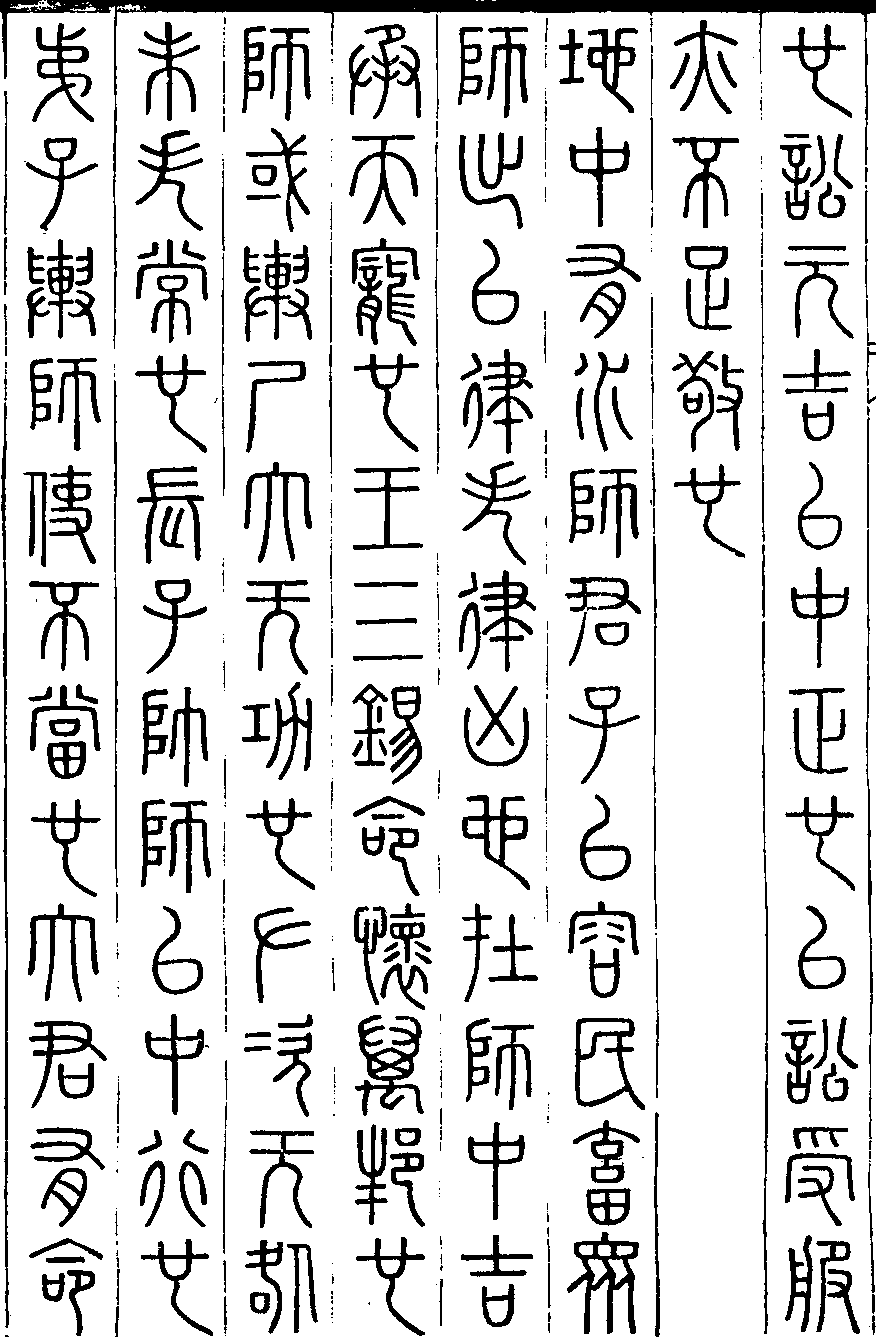 也訟元吉以中正也以訟受服
亦不足敬也
地中有水師君子以容民畜眾
師出以律失律凶也在師中吉
承天寵也王三錫命懷萬邦也
師或輿尸大无功也左次无咎
未失常也長子帥師以中行也
弟子輿師使不當也大君有命